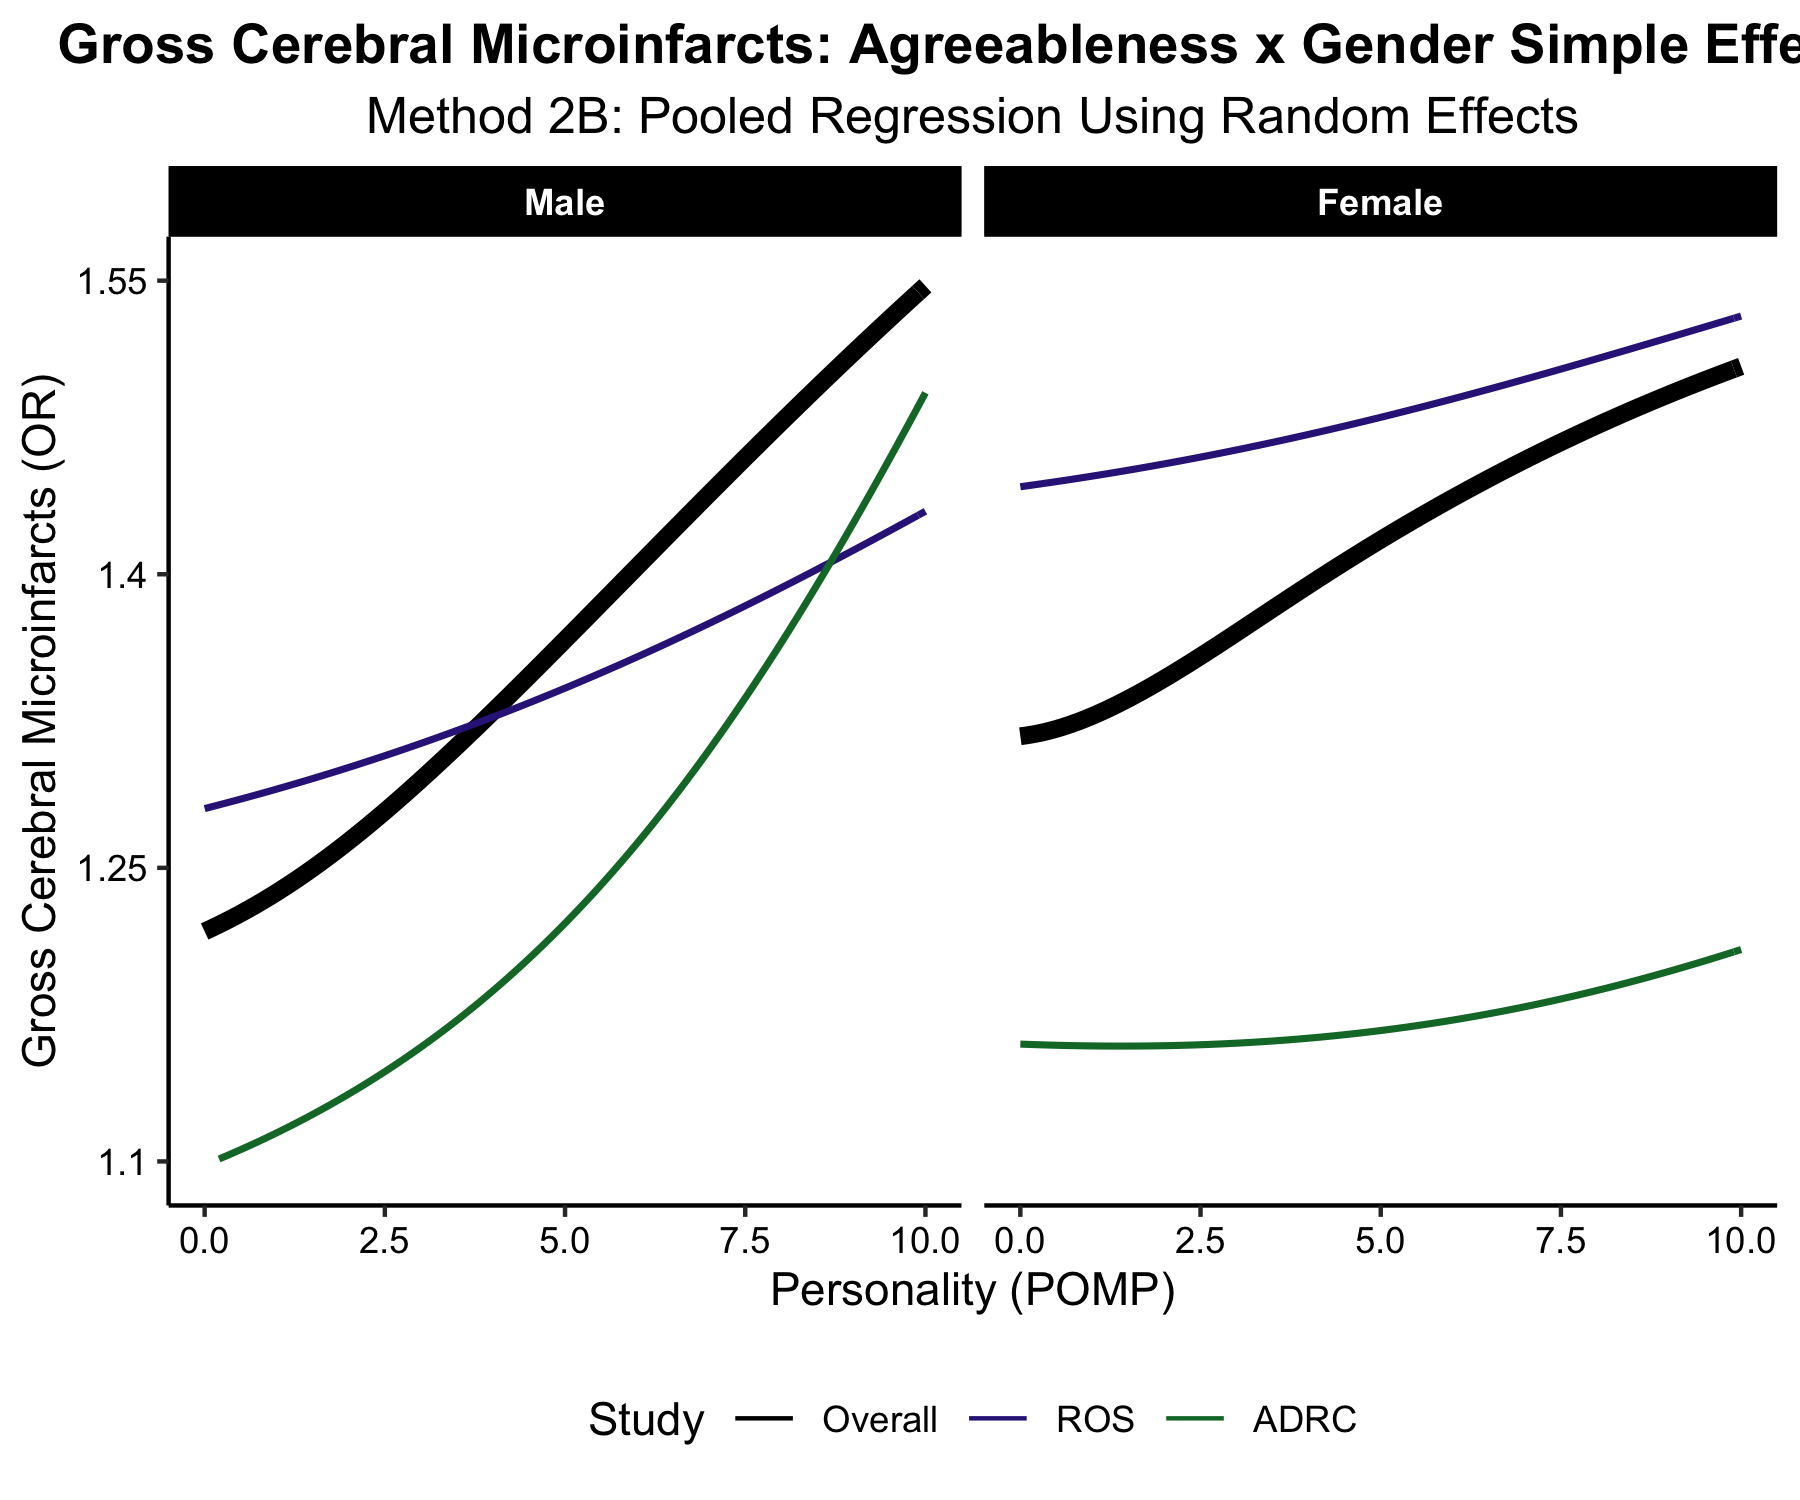 Gross Cerebral Microinfarcts: Agreeableness x Gender Simple Effe
Method 2B: Pooled Regression Using Random Effects
Male
Female
Gross Cerebral Microinfarcts (OR)
1.55
1.4
1.25
1.1
0.0 2.5 5.0 7.5 10.0 0.0 2.5 5.0 7.5 10.0
Personality (POMP)
Study Overall ROS ADRC